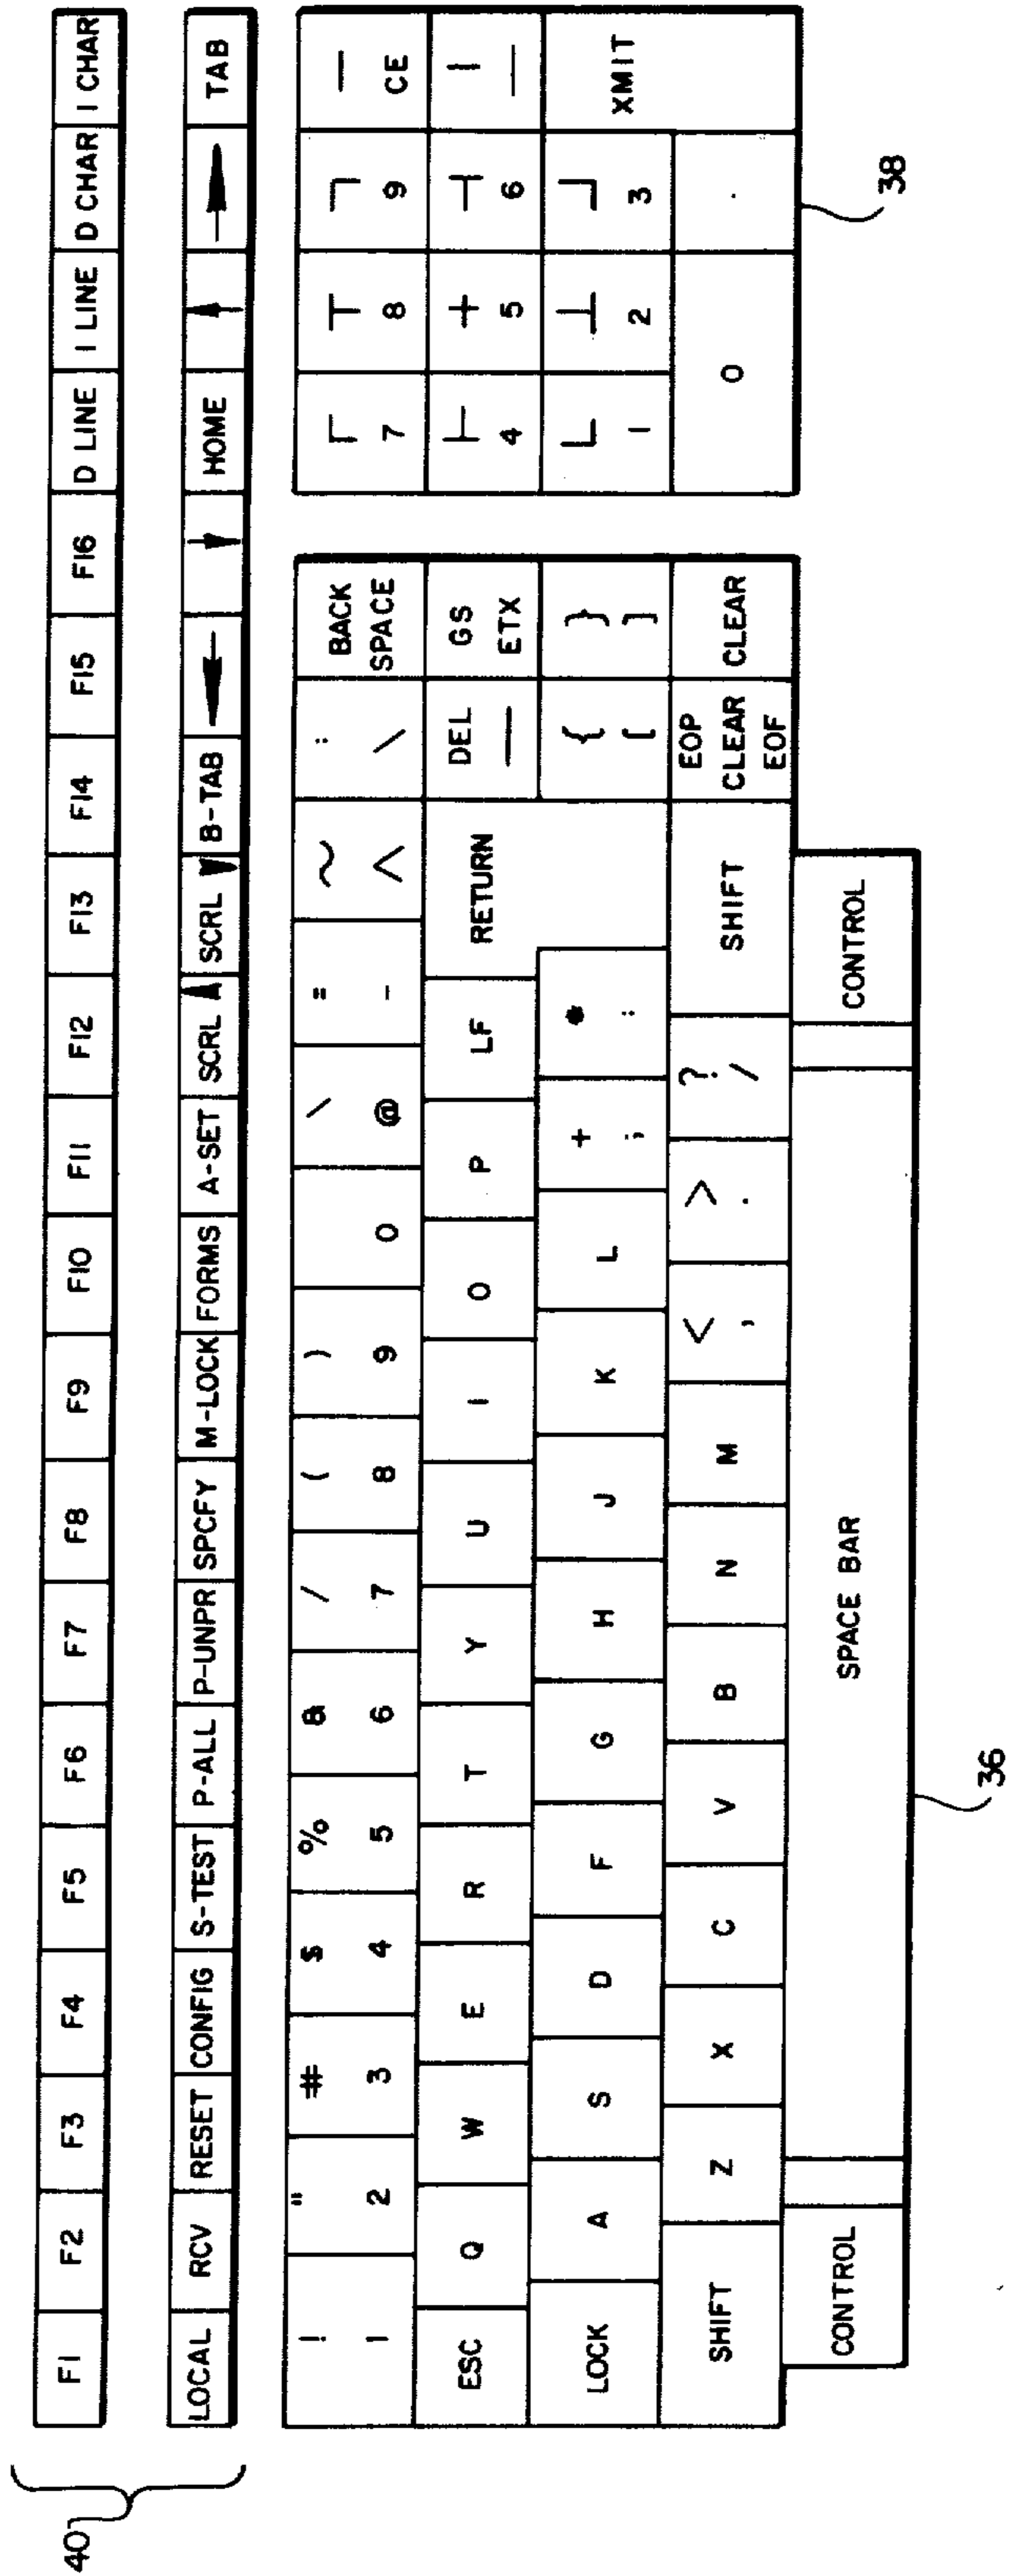 40
F1 F2 F3 F4 F5 F6 F7 F8 F9 F10 F11 F12 F13 F14 F15 F16 D LINE I LINE D CHAR I CHAR
LOCAL RCV RESET CONFIG S-TEST P-ALL P-UNPR SPCFY M-LOCK FORMS A-SET SCRL SCRL B-TAB ← ↓ HOME ↑ → TAB
! " # $ % & / ( ) \ = ~ : BACK
1 2 3 4 5 6 7 8 9 0 @ - ^ \ SPACE
ESC Q W E R T Y U I O P LF RETURN DEL GS
— ETX
LOCK A S D F G H J K L + * { }
; : [ ]
SHIFT Z X C V B N M < > ? SHIFT EOP CLEAR
, . / CLEAR
EOF
CONTROL SPACE BAR CONTROL
36
┌ ┬ ┐ —
7 8 9 CE
├ + ┤ |
4 5 6 —
└ ┴ ┘ XMIT
1 2 3
0 .
38